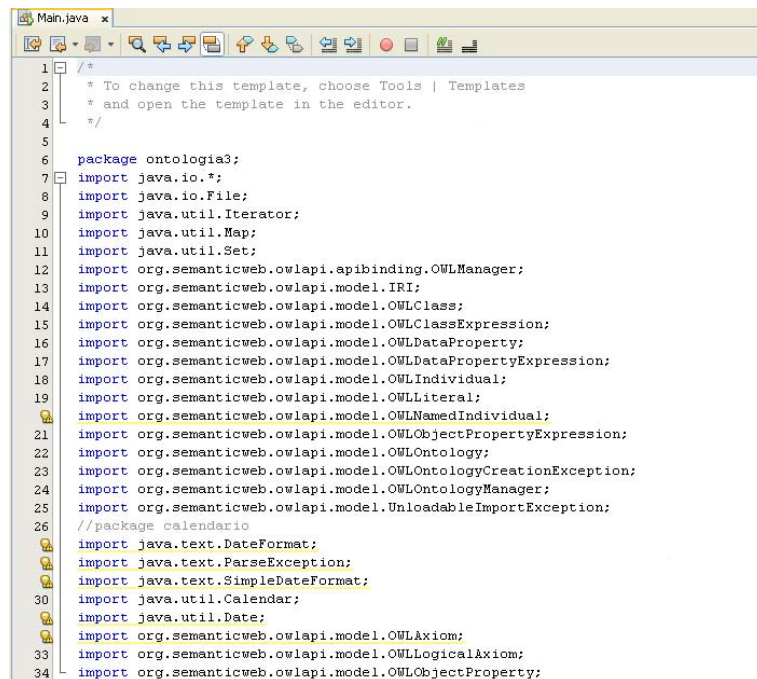 Main.java x
1 /*
2 * To change this template, choose Tools | Templates
3 * and open the template in the editor.
4 */
5
6 package ontologia3;
7 import java.io.*;
8 import java.io.File;
9 import java.util.Iterator;
10 import java.util.Map;
11 import java.util.Set;
12 import org.semanticweb.owlapi.apibinding.OWLManager;
13 import org.semanticweb.owlapi.model.IRI;
14 import org.semanticweb.owlapi.model.OWLClass;
15 import org.semanticweb.owlapi.model.OWLClassExpression;
16 import org.semanticweb.owlapi.model.OWLDataProperty;
17 import org.semanticweb.owlapi.model.OWLDataPropertyExpression;
18 import org.semanticweb.owlapi.model.OWLIndividual;
19 import org.semanticweb.owlapi.model.OWLLiteral;
import org.semanticweb.owlapi.model.OWLNamedIndividual;
21 import org.semanticweb.owlapi.model.OWLObjectPropertyExpression;
22 import org.semanticweb.owlapi.model.OWLOntology;
23 import org.semanticweb.owlapi.model.OWLOntologyCreationException;
24 import org.semanticweb.owlapi.model.OWLOntologyManager;
25 import org.semanticweb.owlapi.model.UnloadableImportException;
26 //package calendario
import java.text.DateFormat;
import java.text.ParseException;
import java.text.SimpleDateFormat;
30 import java.util.Calendar;
import java.util.Date;
import org.semanticweb.owlapi.model.OWLAxiom;
33 import org.semanticweb.owlapi.model.OWLLogicalAxiom;
34 import org.semanticweb.owlapi.model.OWLObjectProperty;